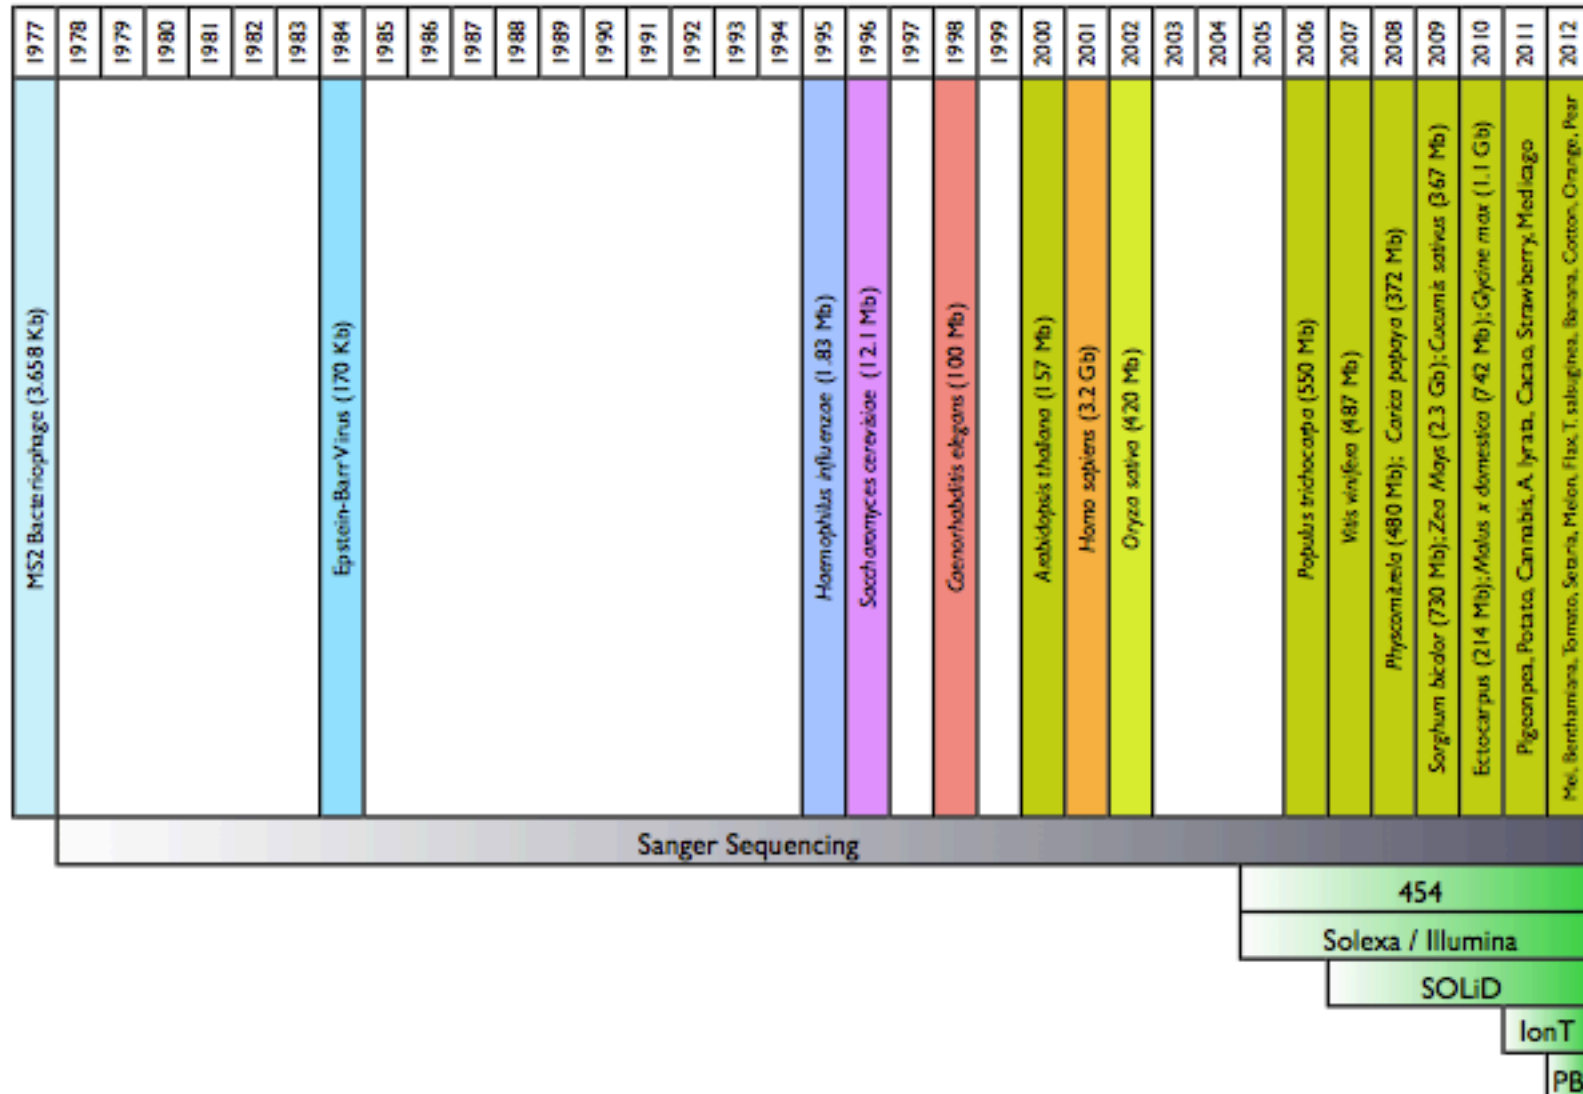 1977
1978
1979
1980
1981
1982
1983
1984
1985
1986
1987
1988
1989
1990
1991
1992
1993
1994
1995
1996
1997
1998
1999
2000
2001
2002
2003
2004
2005
2006
2007
2008
2009
2010
2011
2012
MS2 Bacteriophage (3.658 Kb)
Epstein-Barr Virus (170 Kb)
Haemophilus influenzae (1.83 Mb)
Saccharomyces cerevisiae (12.1 Mb)
Caenorhabditis elegans (100 Mb)
Arabidopsis thaliana (157 Mb)
Homo sapiens (3.2 Gb)
Oryza sativa (420 Mb)
Populus trichocarpa (550 Mb)
Vitis vinifera (487 Mb)
Physcomitrela (480 Mb); Carica papaya (372 Mb)
Sorghum bicolor (730 Mb); Zea Mays (2.3 Gb); Cucumis sativus (367 Mb)
Ectocarpus (214 Mb); Malus x domestica (742 Mb); Glycine max (1.1 Gb)
Pigeonpea, Potato, Cannabis, A. lyrata, Cacao, Strawberry, Medicago
Mei, Benthamiana, Tomato, Setaria, Melon, Flax, T. salsuginea, Banana, Cotton, Orange, Pear
Sanger Sequencing
454
Solexa / Illumina
SOLiD
IonT
PB